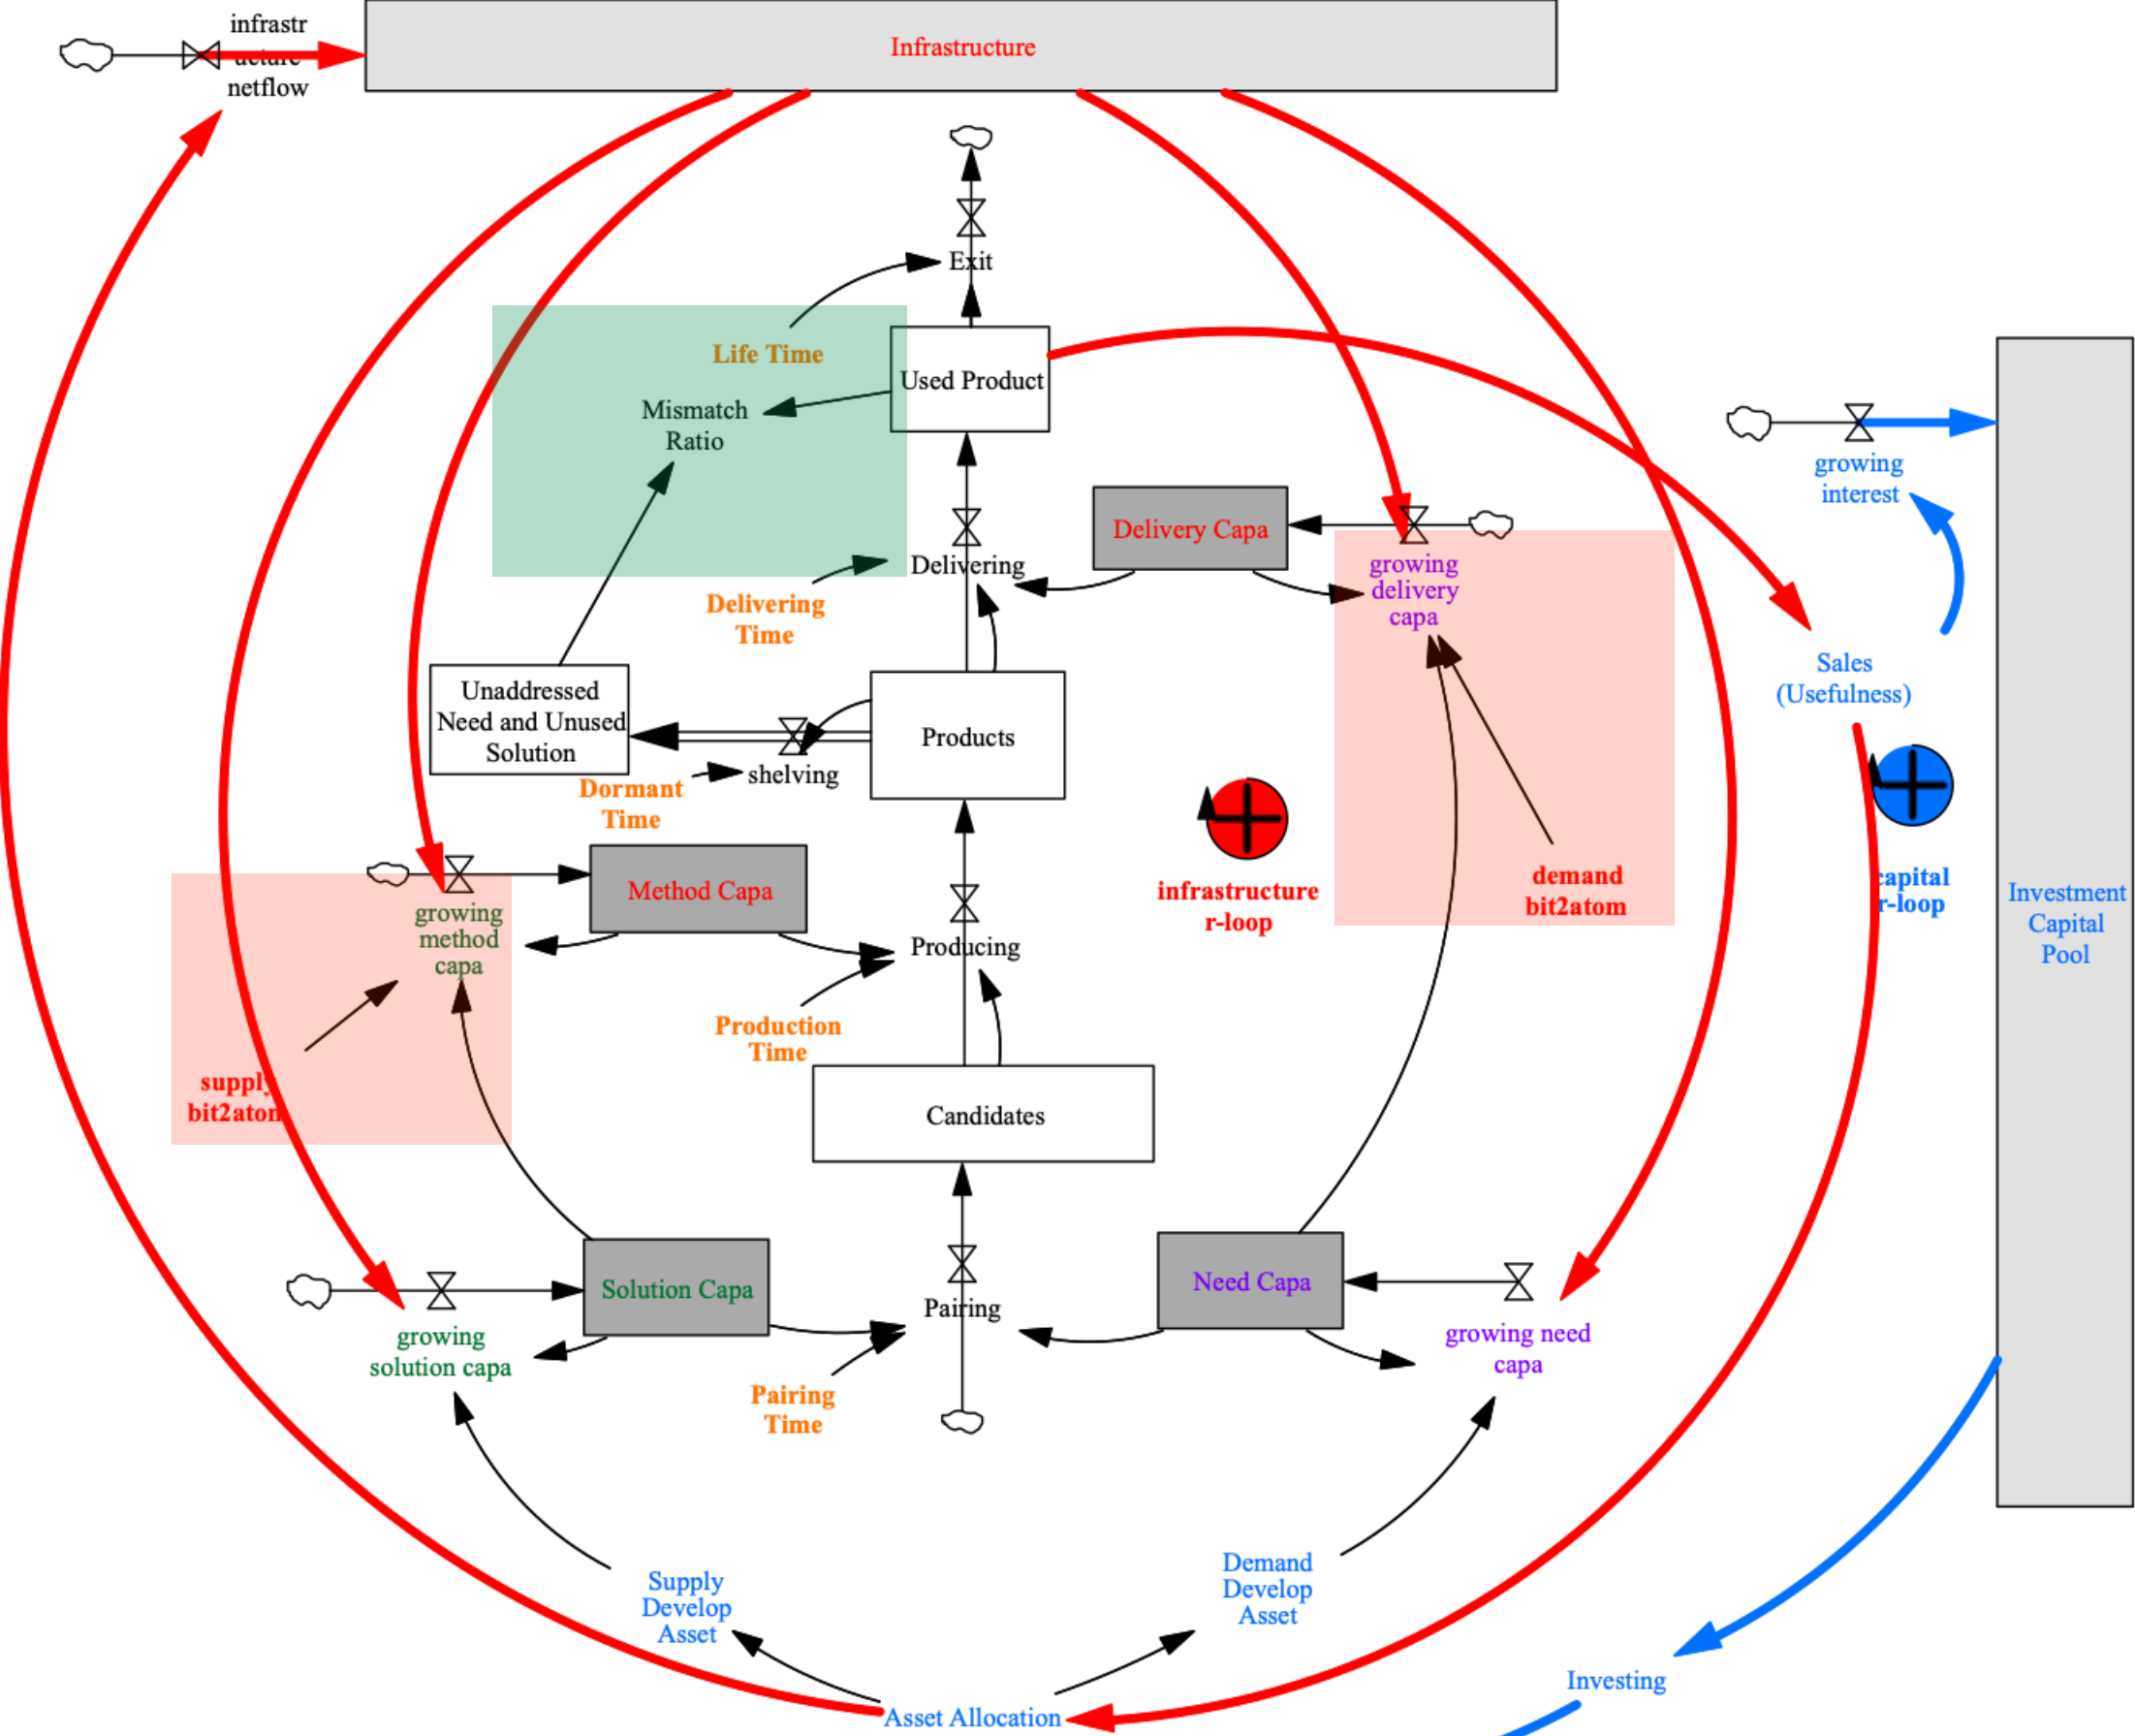 infrastr
ucture
netflow
Infrastructure
Exit
Life Time
Used Product
Mismatch
Ratio
growing
interest
Delivery Capa
Delivering
growing
delivery
capa
Delivering
Time
Sales
(Usefulness)
Unaddressed
Need and Unused
Solution
Products
shelving
Dormant
Time
infrastructure
r-loop
demand
bit2atom
capital
r-loop
Investment
Capital
Pool
Method Capa
growing
method
capa
Producing
Production
Time
supply
bit2atom
Candidates
Solution Capa
Need Capa
Pairing
growing
solution capa
growing need
capa
Pairing
Time
Supply
Develop
Asset
Demand
Develop
Asset
Investing
Asset Allocation